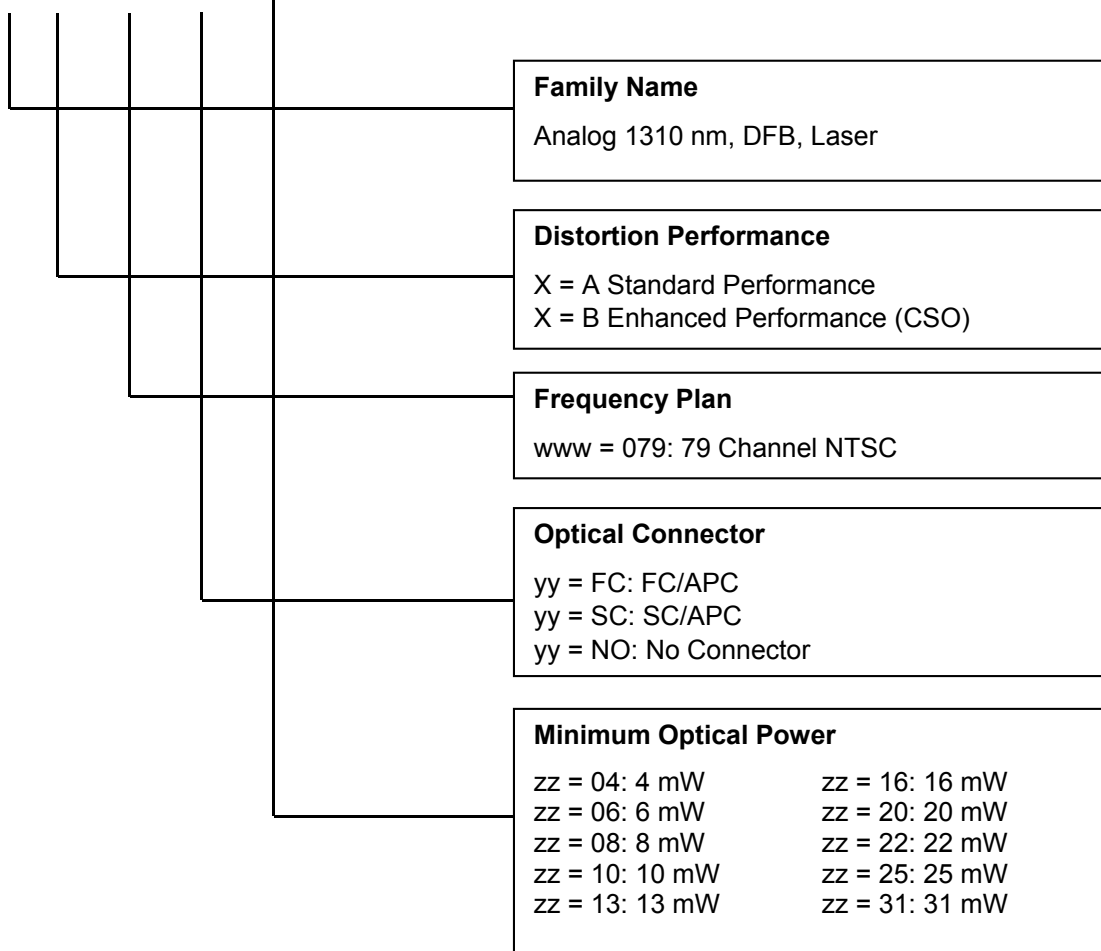 Family Name
Analog 1310 nm, DFB, Laser
Distortion Performance
X = A Standard Performance
X = B Enhanced Performance (CSO)
Frequency Plan
www = 079: 79 Channel NTSC
Optical Connector
yy = FC: FC/APC
yy = SC: SC/APC
yy = NO: No Connector
Minimum Optical Power
zz = 04: 4 mW zz = 16: 16 mW
zz = 06: 6 mW zz = 20: 20 mW
zz = 08: 8 mW zz = 22: 22 mW
zz = 10: 10 mW zz = 25: 25 mW
zz = 13: 13 mW zz = 31: 31 mW